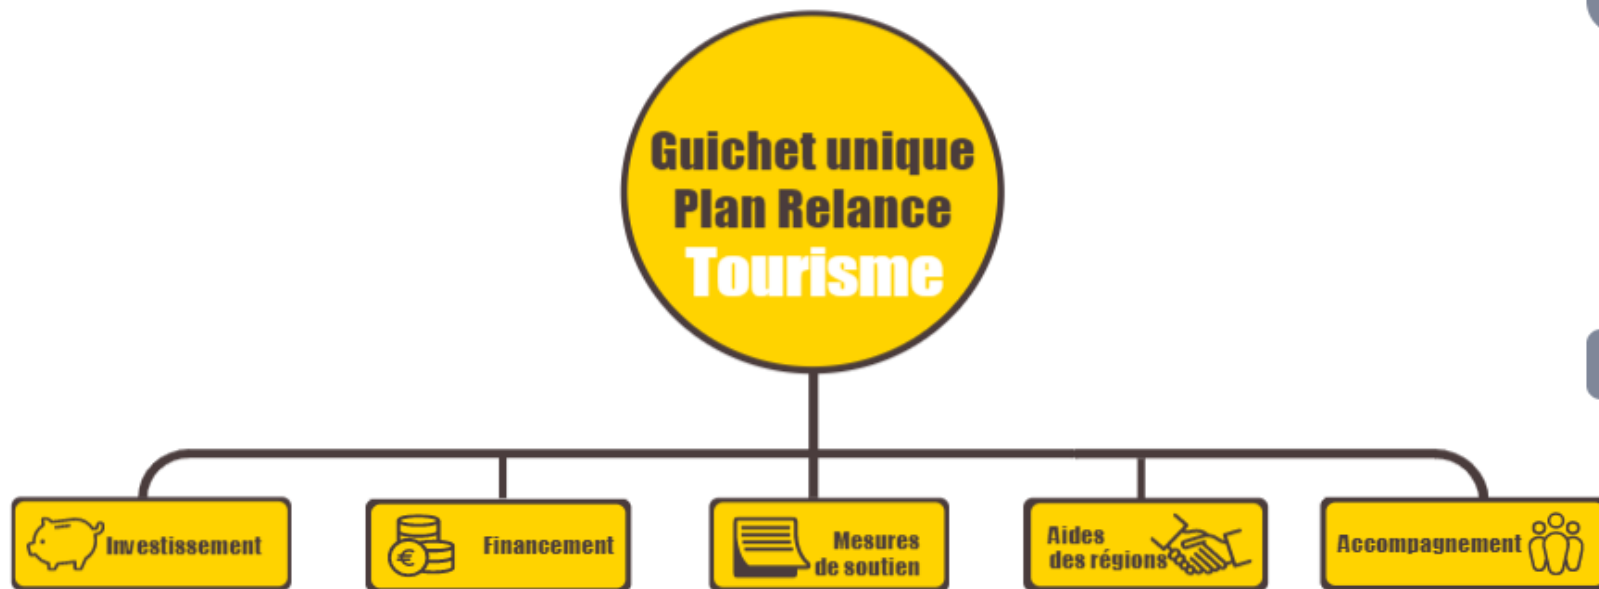 Guichet unique
Plan Relance
Tourisme
Investissement
€
Financement
Mesures
de soutien
Aides
des régions
Accompagnement